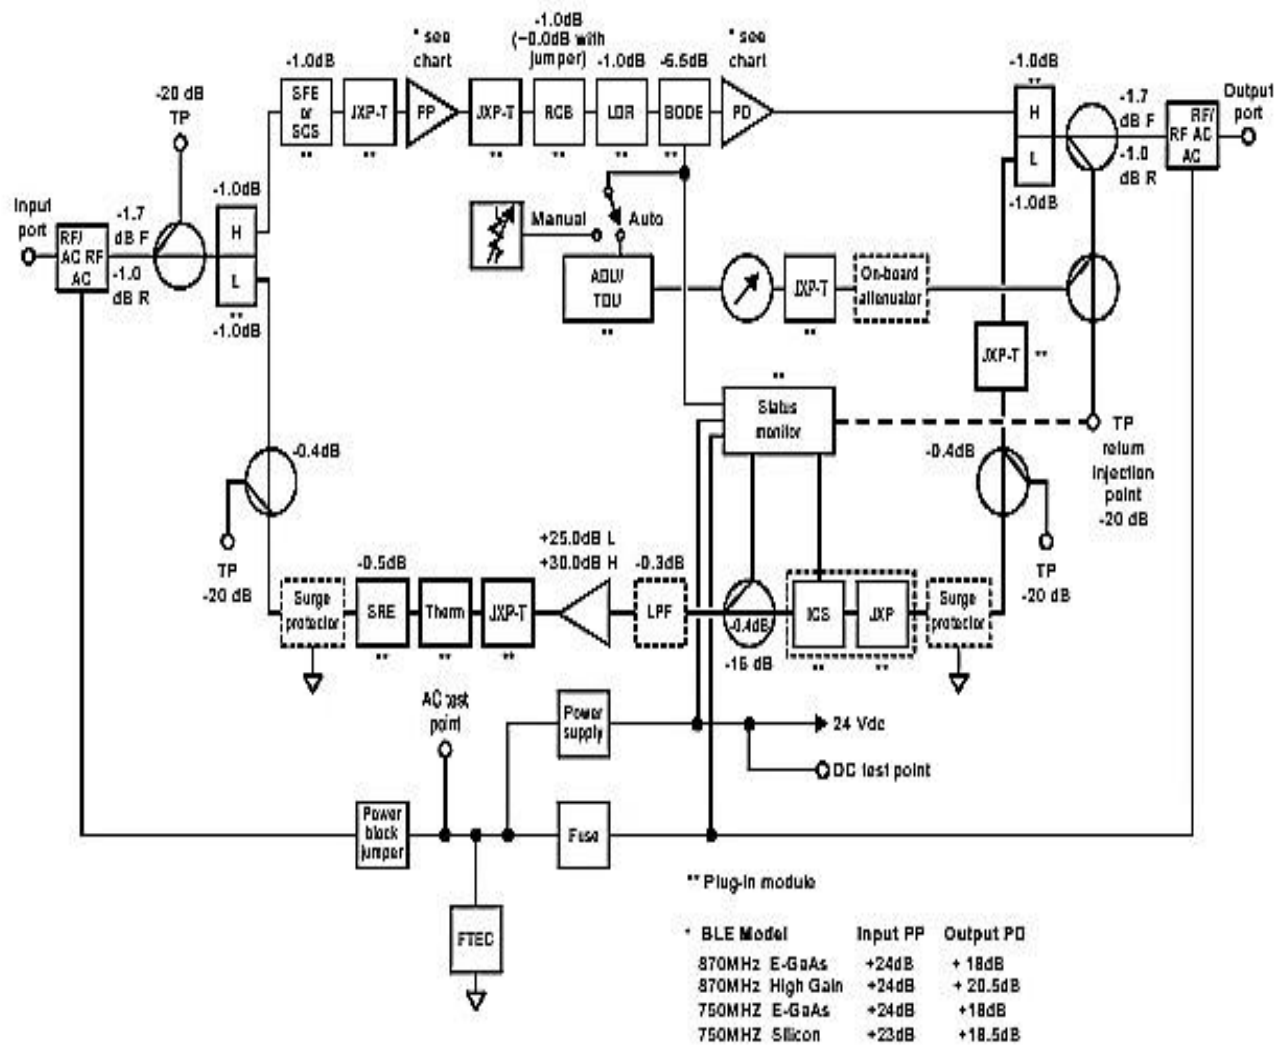 -1.0dB
(-0.0dB with
jumper)
* see
chart
* see
chart
-1.0dB
-1.0dB
-6.5dB
-1.0dB
**
-20 dB
TP
SFE
or
SCS
**
JXP-T
**
PP
JXP-T
**
RCB
LDR
BODE
**
PD
H
L
-1.0dB
-1.7
dB F
-1.0
dB R
RF/
RF AC
AC
Output
port
Input
port
RF/
AC RF
AC
-1.7
dB F
-1.0
dB R
-1.0dB
H
L
**
-1.0dB
Manual
Auto
ADU/
TDU
**
JXP-T
**
On-board
attenuator
JXP-T
**
**
Status
monitor
TP
return
injection
point
-20 dB
-0.4dB
TP
-20 dB
-0.4dB
TP
-20 dB
+25.0dB L
+30.0dB H
-0.5dB
-0.3dB
Surge
protector
SRE
**
Therm
**
JXP-T
**
LPF
-0.4dB
-16 dB
ICS
**
JXP
**
Surge
protector
AC test
point
Power
supply
24 Vdc
DC test point
Power
block
jumper
Fuse
FTEC
** Plug-in module
* BLE Model Input PP Output PD
870MHz E-GaAs +24dB + 18dB
870MHz High Gain +24dB + 20.5dB
750MHZ E-GaAs +24dB +18dB
750MHZ Silicon +23dB +18.5dB